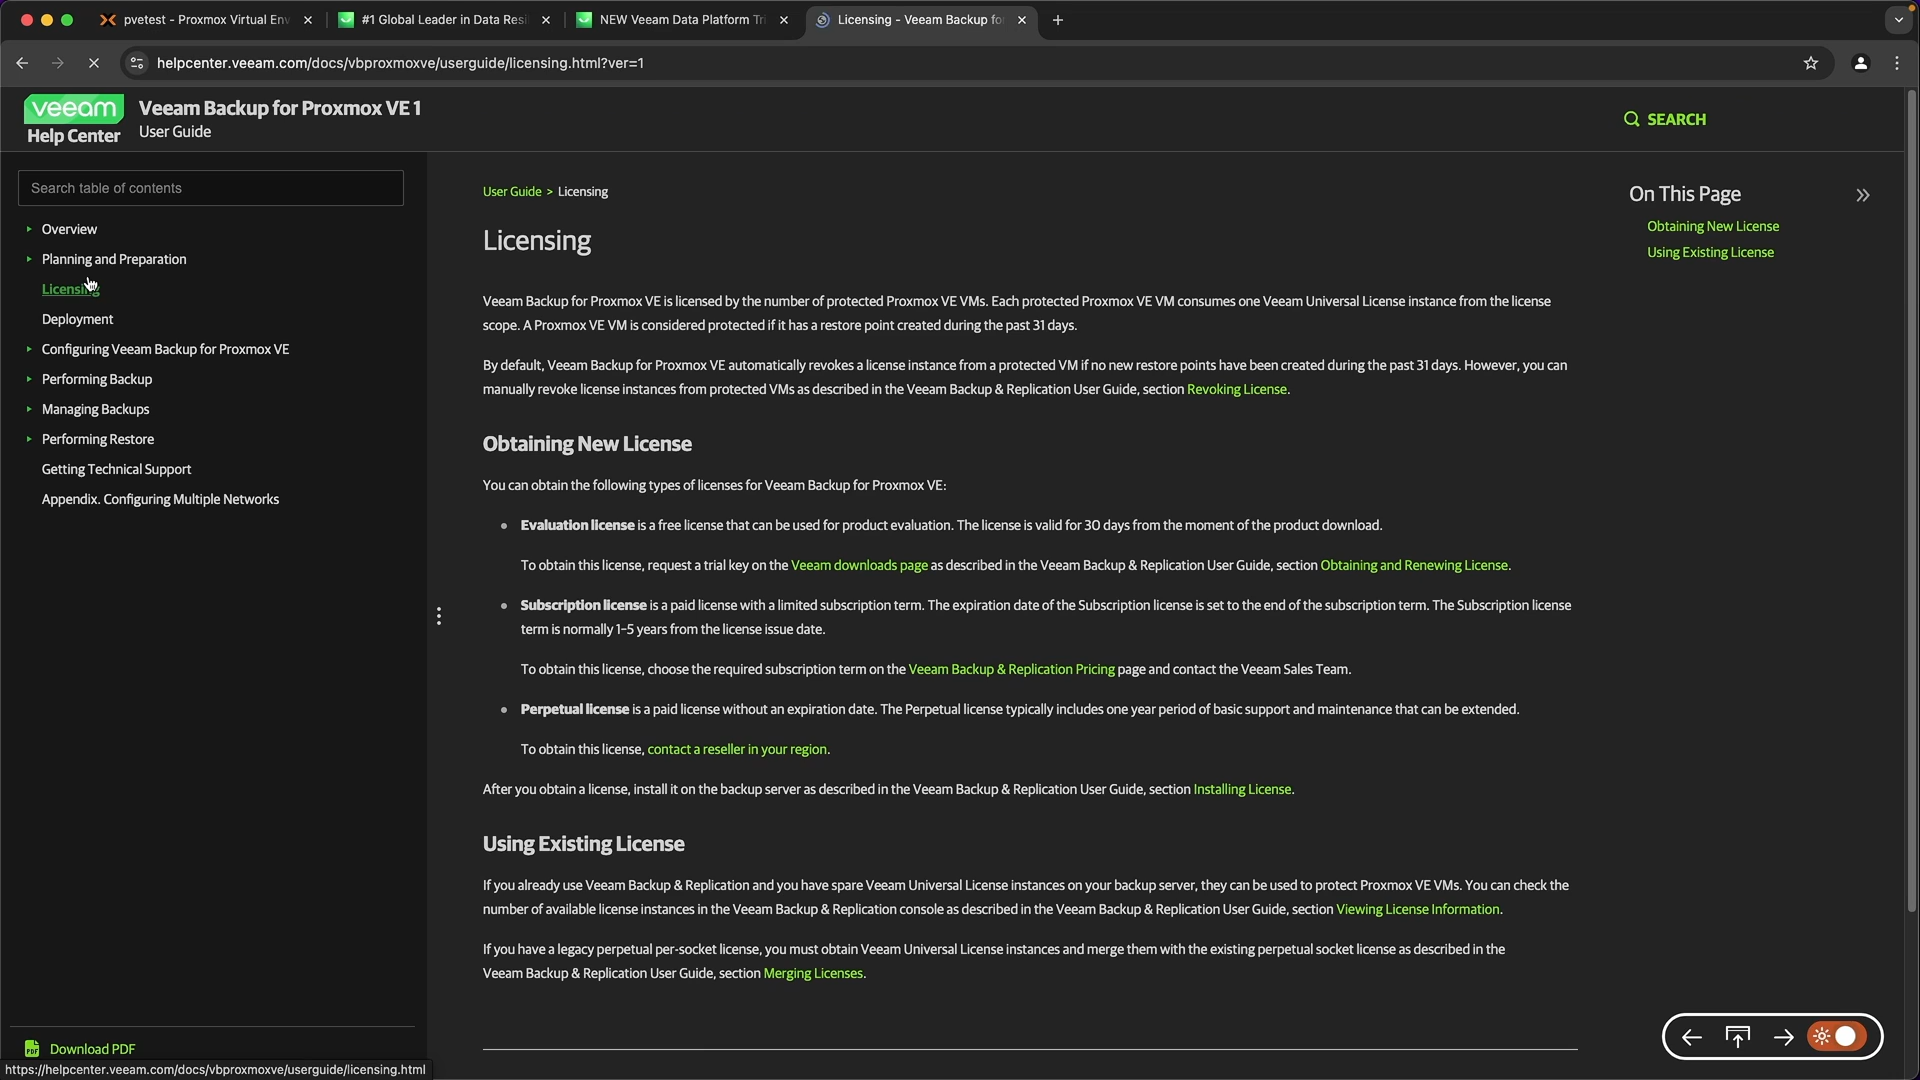 pvetest - Proxmox Virtual Env
#1 Global Leader in Data Resi
NEW Veeam Data Platform Tri
Licensing - Veeam Backup for
helpcenter.veeam.com/docs/vbproxmoxve/userguide/licensing.html?ver=1
veeam
Help Center
Veeam Backup for Proxmox VE 1
User Guide
SEARCH
Search table of contents
Overview
Planning and Preparation
Licensing
Deployment
Configuring Veeam Backup for Proxmox VE
Performing Backup
Managing Backups
Performing Restore
Getting Technical Support
Appendix. Configuring Multiple Networks
PDF
Download PDF
https://helpcenter.veeam.com/docs/vbproxmoxve/userguide/licensing.html
User Guide > Licensing
Licensing
Veeam Backup for Proxmox VE is licensed by the number of protected Proxmox VE VMs. Each protected Proxmox VE VM consumes one Veeam Universal License instance from the license
scope. A Proxmox VE VM is considered protected if it has a restore point created during the past 31 days.
By default, Veeam Backup for Proxmox VE automatically revokes a license instance from a protected VM if no new restore points have been created during the past 31 days. However, you can
manually revoke license instances from protected VMs as described in the Veeam Backup & Replication User Guide, section Revoking License.
Obtaining New License
You can obtain the following types of licenses for Veeam Backup for Proxmox VE:
• Evaluation license is a free license that can be used for product evaluation. The license is valid for 30 days from the moment of the product download.
To obtain this license, request a trial key on the Veeam downloads page as described in the Veeam Backup & Replication User Guide, section Obtaining and Renewing License.
• Subscription license is a paid license with a limited subscription term. The expiration date of the Subscription license is set to the end of the subscription term. The Subscription license
term is normally 1-5 years from the license issue date.
To obtain this license, choose the required subscription term on the Veeam Backup & Replication Pricing page and contact the Veeam Sales Team.
• Perpetual license is a paid license without an expiration date. The Perpetual license typically includes one year period of basic support and maintenance that can be extended.
To obtain this license, contact a reseller in your region.
After you obtain a license, install it on the backup server as described in the Veeam Backup & Replication User Guide, section Installing License.
Using Existing License
If you already use Veeam Backup & Replication and you have spare Veeam Universal License instances on your backup server, they can be used to protect Proxmox VE VMs. You can check the
number of available license instances in the Veeam Backup & Replication console as described in the Veeam Backup & Replication User Guide, section Viewing License Information.
If you have a legacy perpetual per-socket license, you must obtain Veeam Universal License instances and merge them with the existing perpetual socket license as described in the
Veeam Backup & Replication User Guide, section Merging Licenses.
On This Page
Obtaining New License
Using Existing License